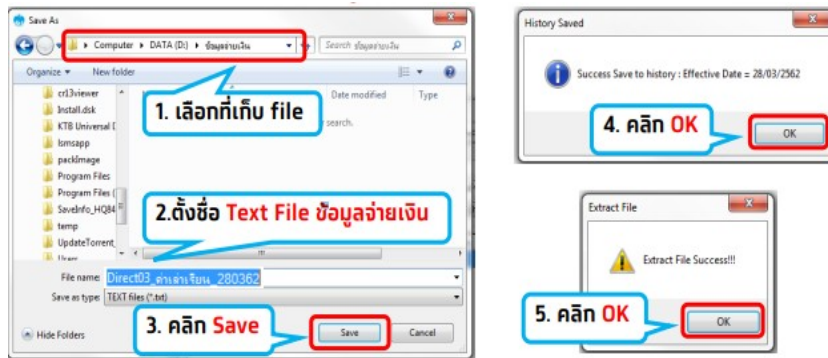 Save As
Computer ▸ DATA (D:) ▸ ข้อมูลจ่ายเงิน
Search ข้อมูลจ่ายเงิน
Organize ▾ New folder
1. เลือกที่เก็บ file
Date modified Type
search.
cr13viewer
Install.dsk
KTB Universal
lsmsapp
packImage
Program Files
Program Files (
SaveInfo_HQ84
temp
UpdateTorrent_
Users
2.ตั้งชื่อ Text File ข้อมูลจ่ายเงิน
File name: Direct03_ค่าเล่าเรียน_280362
Save as type: TEXT files (*.txt)
Hide Folders
3. คลิก Save
Save
Cancel
History Saved
Success Save to history : Effective Date = 28/03/2562
4. คลิก OK
OK
Extract File
Extract File Success!!!
5. คลิก OK
OK